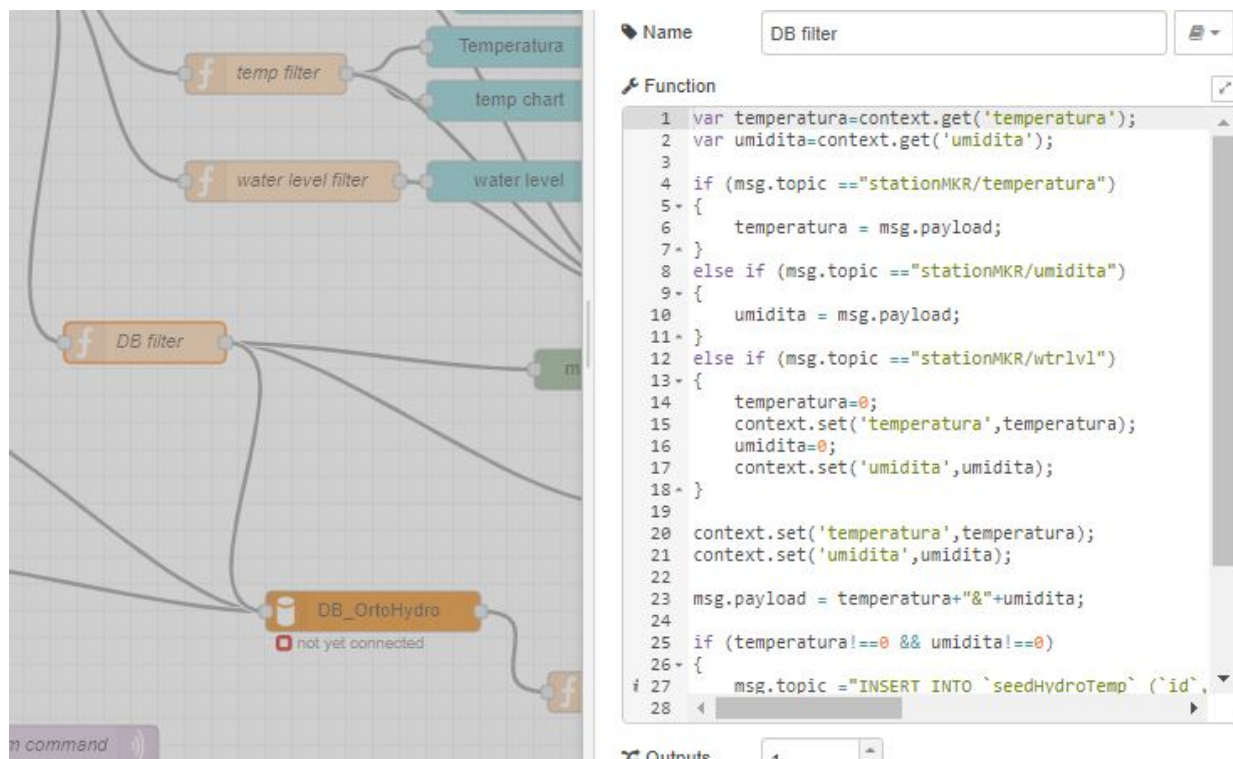 temp filter
Temperatura
temp chart
water level filter
water level
DB filter
m
DB_OrtoHydro
not yet connected
m command
Name
DB filter
Function
1 var temperatura=context.get('temperatura');
2 var umidita=context.get('umidita');
3
4 if (msg.topic =="stationMKR/temperatura")
5 {
6 temperatura = msg.payload;
7 }
8 else if (msg.topic =="stationMKR/umidita")
9 {
10 umidita = msg.payload;
11 }
12 else if (msg.topic =="stationMKR/wtrlvl")
13 {
14 temperatura=0;
15 context.set('temperatura',temperatura);
16 umidita=0;
17 context.set('umidita',umidita);
18 }
19
20 context.set('temperatura',temperatura);
21 context.set('umidita',umidita);
22
23 msg.payload = temperatura+"&"+umidita;
24
25 if (temperatura!==0 && umidita!==0)
26 {
i 27 msg.topic ="INSERT INTO `seedHydroTemp` (`id`,
28
Outputs